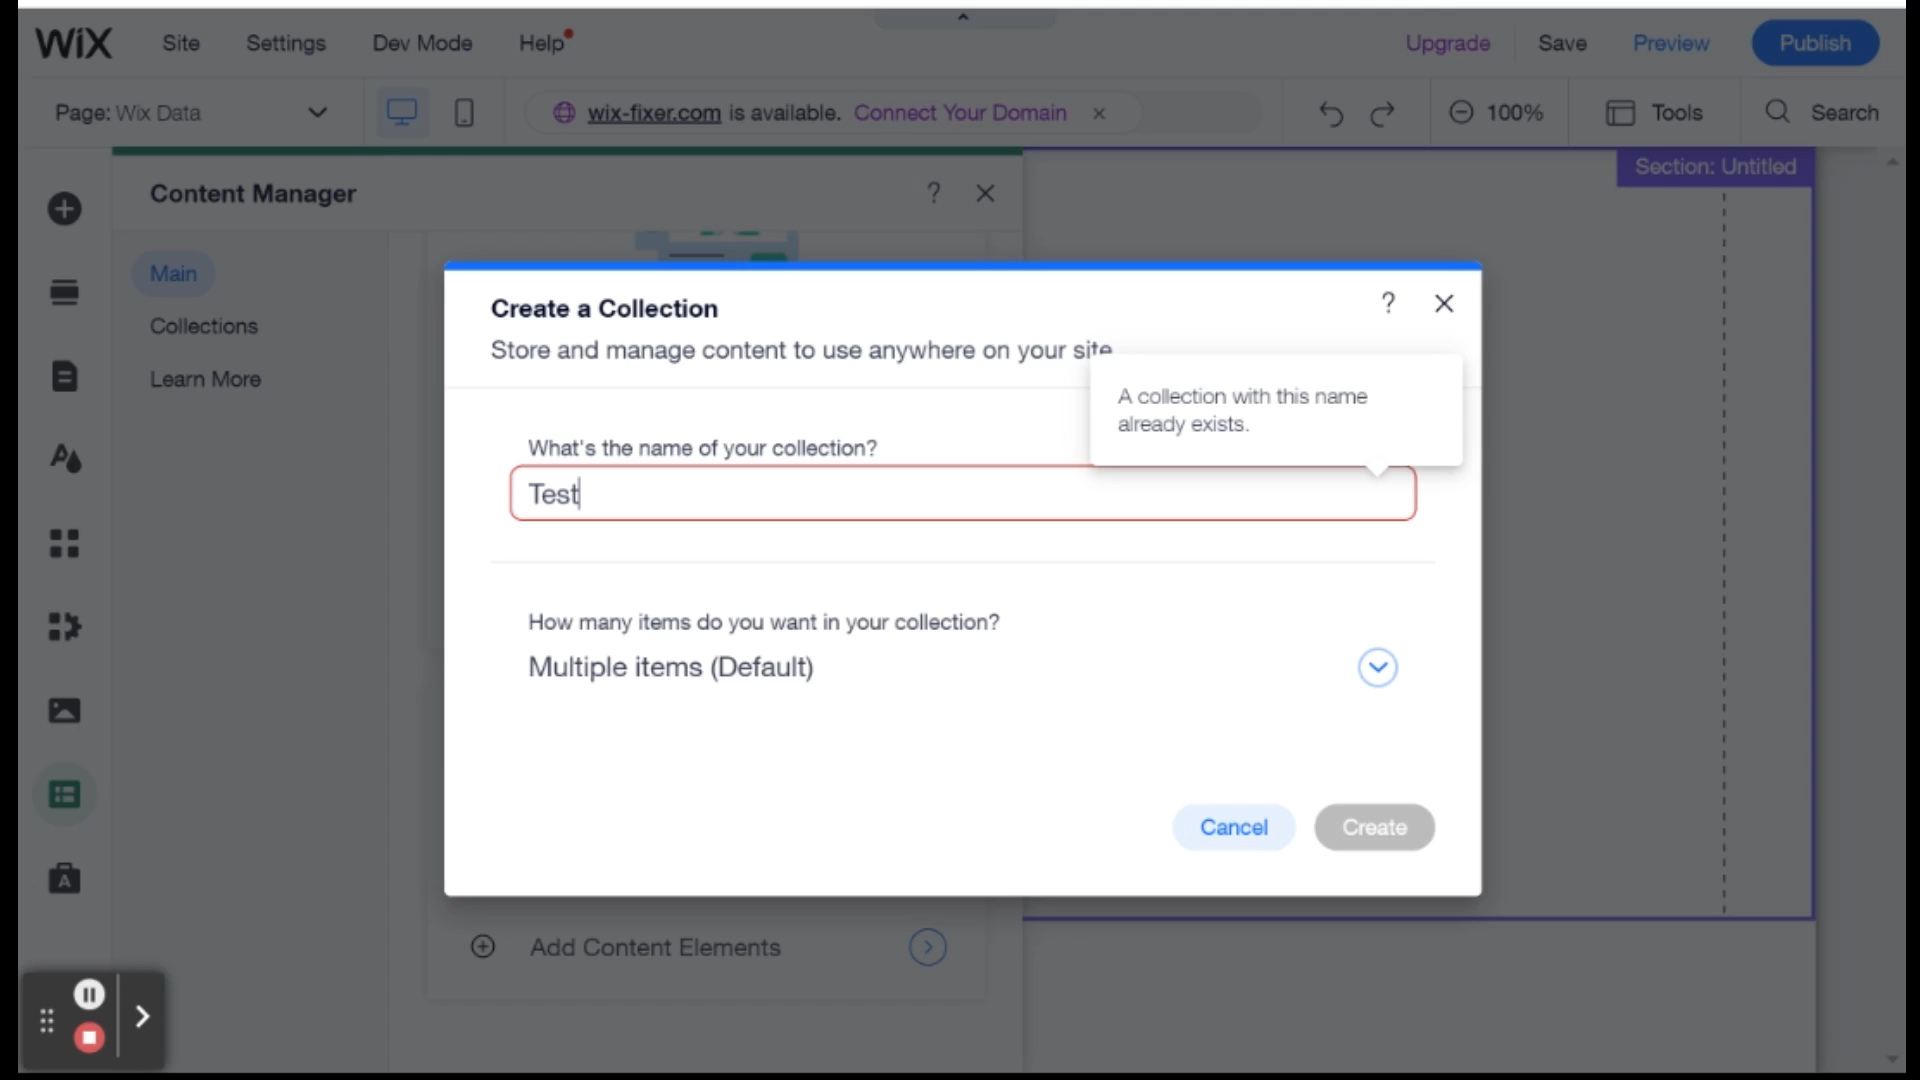 WiX Site Settings Dev Mode Help Upgrade Save Preview Publish
Page: Wix Data wix-fixer.com is available. Connect Your Domain 100% Tools Search
Section: Untitled
Content Manager ?
Main
Collections
Learn More
Create a Collection ?
Store and manage content to use anywhere on your site
A collection with this name
already exists.
What's the name of your collection?
Test
How many items do you want in your collection?
Multiple items (Default)
Cancel Create
Add Content Elements